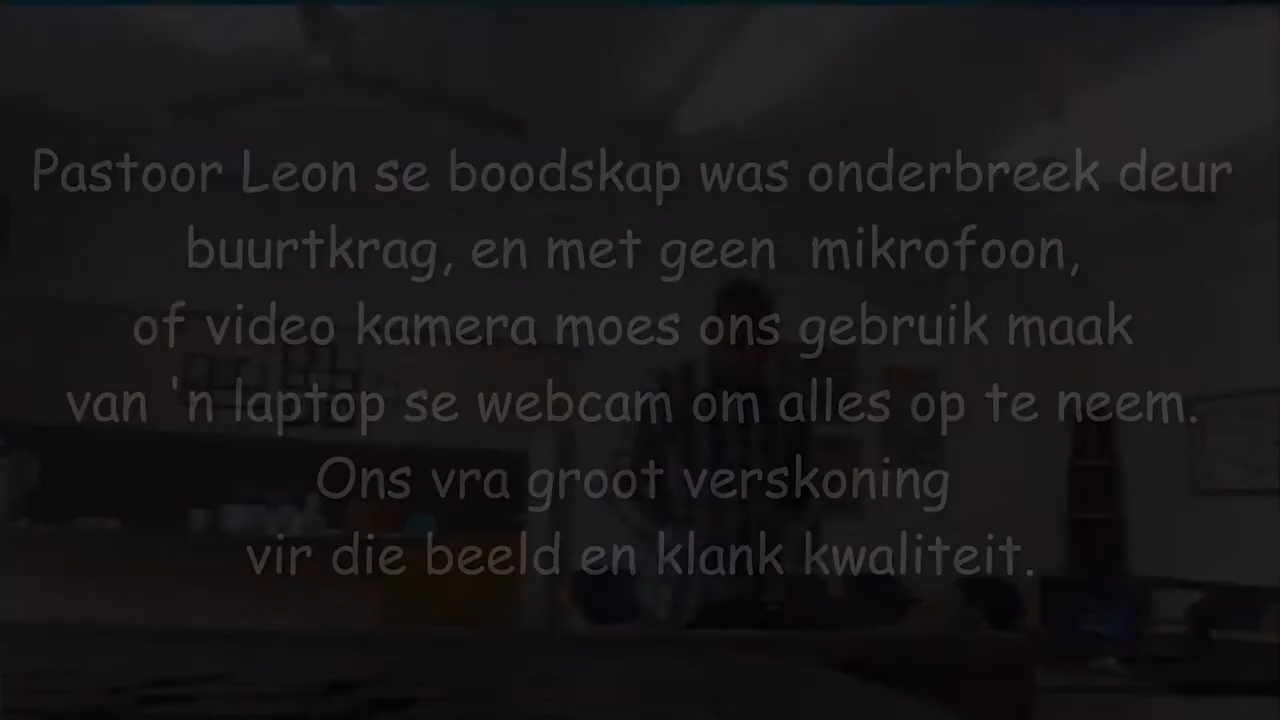 Pastoor Leon se boodskap was onderbreek deur
buurtkrag, en met geen mikrofoon,
of video kamera moes ons gebruik maak
van 'n laptop se webcam om alles op te neem.
Ons vra groot verskoning
vir die beeld en klank kwaliteit.